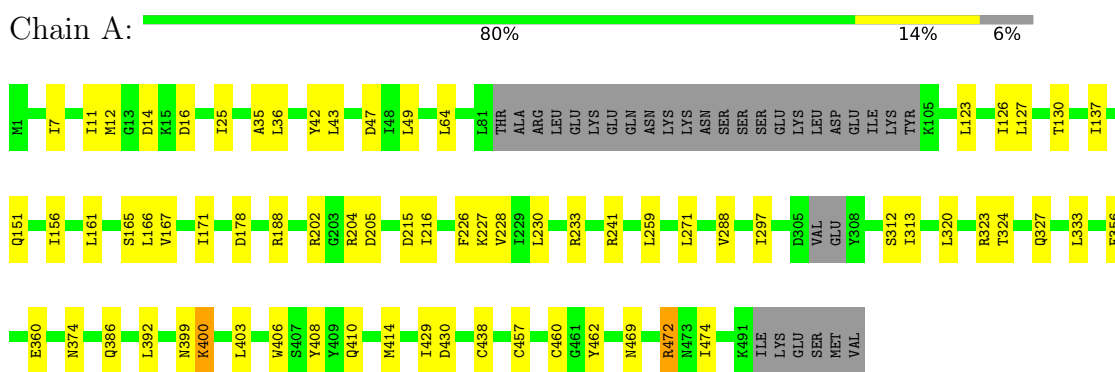 Chain A:
80% 14% 6%
M1 I7 I11 M12 G13 D14 K15 D16 I25 A35 L36 Y42 L43 D47 I48 L49 L64 L81 THR ALA ARG LEU GLU LYS GLU GLN ASN LYS LYS ASN SER SER SER GLU LYS LEU ASP GLU ILE LYS TYR K105 L123 I126 L127 T130 I137
Q151 I156 L161 S165 L166 V167 I171 D178 R188 R202 G203 R204 D205 D215 I216 F226 K227 V228 I229 L230 R233 R241 L259 L271 V288 I297 D305 VAL GLU Y308 S312 I313 L320 R323 T324 Q327 L333
E360 N374 Q386 L392 N399 K400 L403 W406 S407 Y408 Y409 Q410 M414 I429 D430 C438 C457 C460 G461 Y462 N469 R472 N473 I474 K491 ILE LYS GLU SER MET VAL